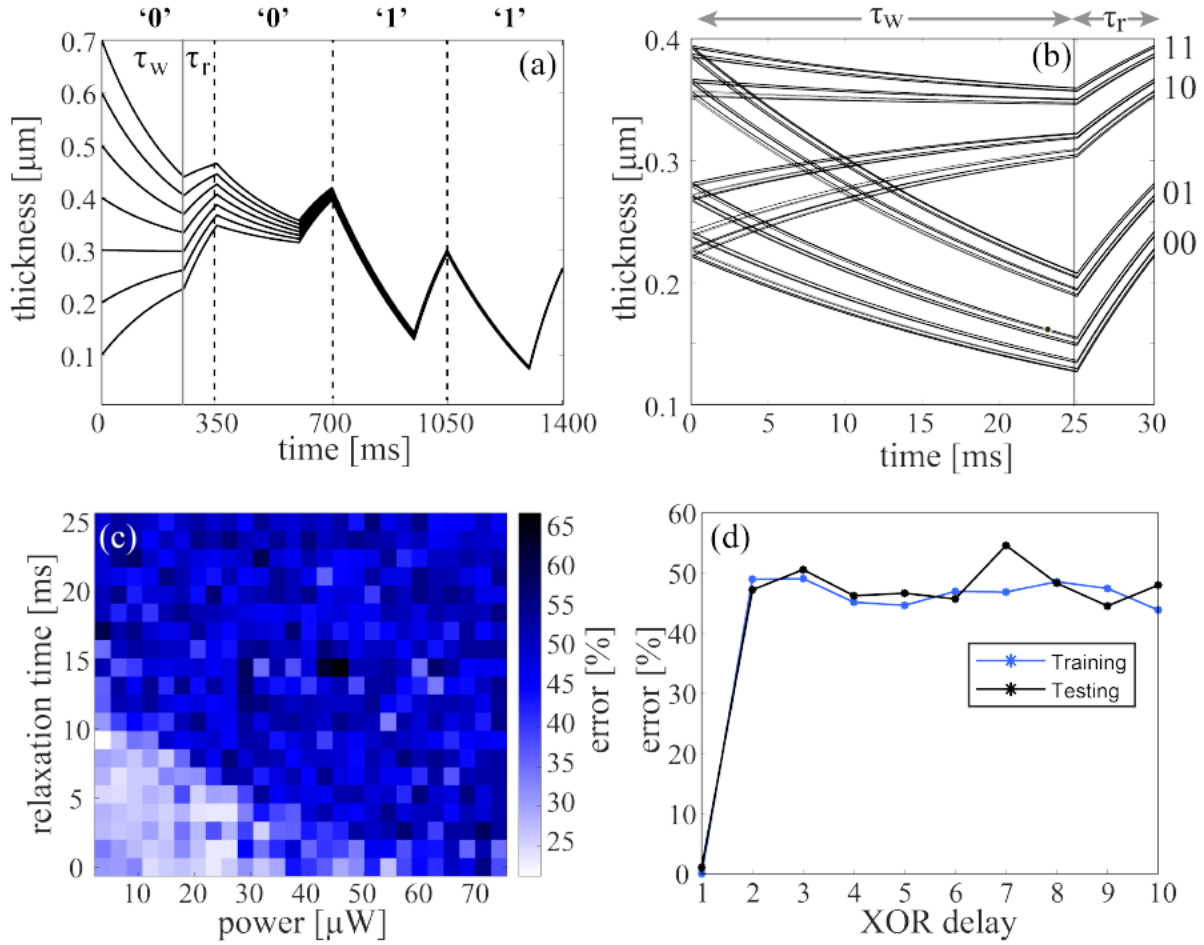 ‘0’ ‘0’ ‘1’ ‘1’
0.7
0.6
0.5
0.4
0.3
0.2
0.1
thickness [μm]
τw τr
(a)
0 350 700 1050 1400
time [ms]
τw τr
0.4
0.3
0.2
0.1
thickness [μm]
(b)
11
10
01
00
0 5 10 15 20 25 30
time [ms]
25
20
15
10
5
0
relaxation time [ms]
(c)
10 20 30 40 50 60 70
power [μW]
65
60
55
50
45
40
35
30
25
error [%]
60
50
40
30
20
10
0
error [%]
(d)
Training
Testing
1 2 3 4 5 6 7 8 9 10
XOR delay